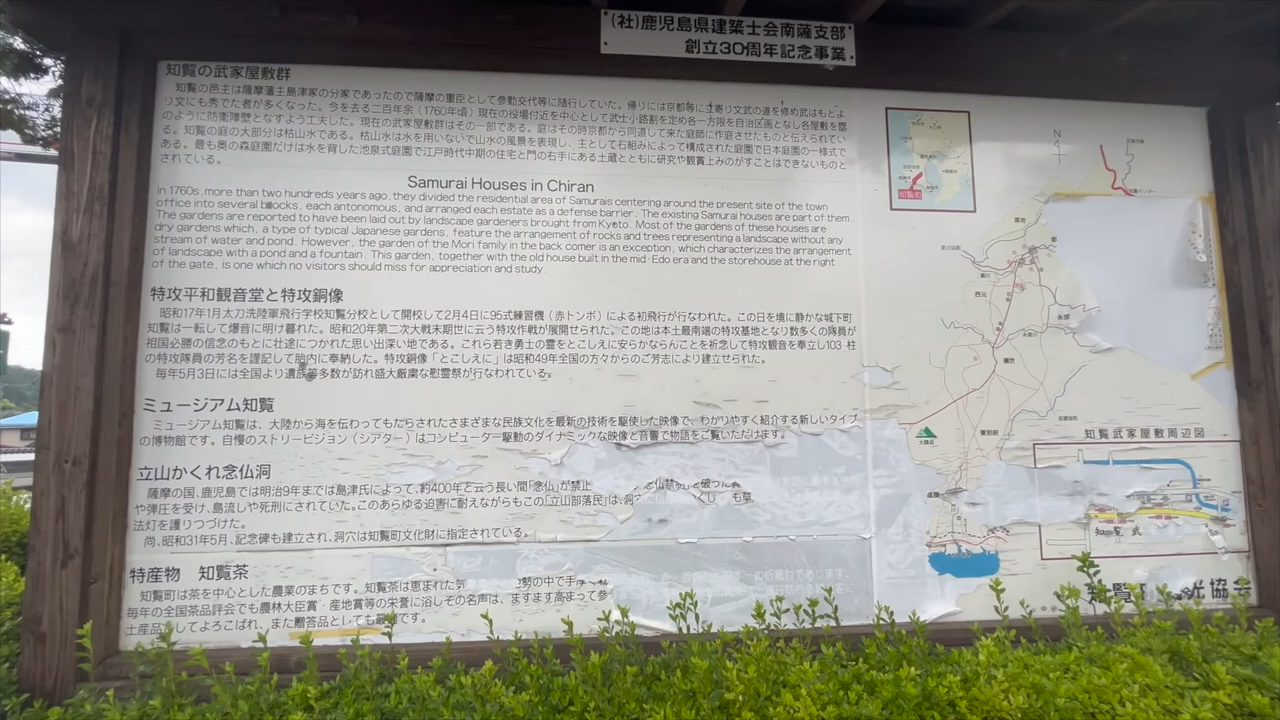 (社)鹿児島県建築士会南薩支部
創立30周年記念事業
知覧の武家屋敷群
知覧の邑主は薩摩藩主島津家の分家であったので薩摩の重臣として参勤交代等に随行していた。帰りには京都等に立寄り文武の道を修め武はもとよ
り文にも秀でた者が多くなった。今を去る二百年余(1760年頃)現在の役場付近を中心として武士小路割を定め各一方限を自治区画となし各屋敷を塁
のように防衛障壁となすよう工夫した。現在の武家屋敷群はその一部である。庭はその時京都から同道して来た庭師に作庭させたものと伝えられてい
る。知覧の庭の大部分は枯山水である。枯山水は水を用いないで山水の風景を表現し、主として石組みによって構成された庭園で日本庭園の一様式で
ある。最も奥の森庭園だけは水を背した池泉式庭園で江戸時代中期の住宅と門の右手にある土蔵とともに研究や観賞上みのがすことはできないものと
されている。
Samurai Houses in Chiran
In 1760s, more than two hundreds years ago, they divided the residential area of Samurais centering around the present site of the town
office into several blocks, each antonomous, and arranged each estate as a defense barrier. The existing Samurai houses are part of them.
The gardens are reported to have been laid out by landscape gardeners brought from Kyoto. Most of the gardens of these houses are
dry gardens which, a type of typical Japanese gardens, feature the arrangement of rocks and trees representing a landscape without any
stream of water and pond. However, the garden of the Mori family in the back corner is an exception, which characterizes the arrangement
of landscape with a pond and a fountain. This garden, together with the old house built in the mid-Edo era and the storehouse at the right
of the gate, is one which no visitors should miss for appreciation and study.
特攻平和観音堂と特攻銅像
昭和17年1月太刀洗陸軍飛行学校知覧分校として開校して2月4日に95式練習機(赤トンボ)による初飛行が行なわれた。この日を境に静かな城下町
知覧は一転して爆音に明け暮れた。昭和20年第二次大戦末期世に云う特攻作戦が展開せられた。この地は本土最南端の特攻基地となり数多くの隊員が
祖国必勝の信念のもとに壮途につかれた思い出深い地である。これら若き勇士の霊をとこしえに安らかならんことを祈念して特攻観音を奉立し103 柱
の特攻隊員の芳名を謹記して胎内に奉納した。特攻銅像「とこしえに」は昭和49年全国の方々からのご芳志により建立せられた。
毎年5月3日には全国より遺族等多数が訪れ盛大厳粛な慰霊祭が行なわれている。
ミュージアム知覧
ミュージアム知覧は、大陸から海を伝わってもたらされたさまざまな民族文化を最新の技術を駆使した映像で、わかりやすく紹介する新しいタイプ
の博物館です。自慢のストリービジョン(シアター)はコンピューター駆動のダイナミックな映像と音響で物語をご覧いただけます。
立山かくれ念仏洞
薩摩の国、鹿児島では明治9年までは島津氏によって、約400年と云う長い間「念仏」が禁止
や弾圧を受け、島流しや死刑にされていた。このあらゆる迫害に耐えながらもこの「立山部落民」は、洞
法灯を護りつづけた。
尚、昭和31年5月、記念碑も建立され、洞穴は知覧町文化財に指定されている。
特産物 知覧茶
知覧町は茶を中心とした農業のまちです。知覧茶は恵まれた気 勢の中で手
毎年の全国茶品評会でも農林大臣賞・産地賞等の栄誉に浴しその名声は、ますます高まって参
土産品としてよろこばれ、また贈答品としても最適です。
知覧町
N
知覧武家屋敷周辺図
知覧武
知覧 光協会